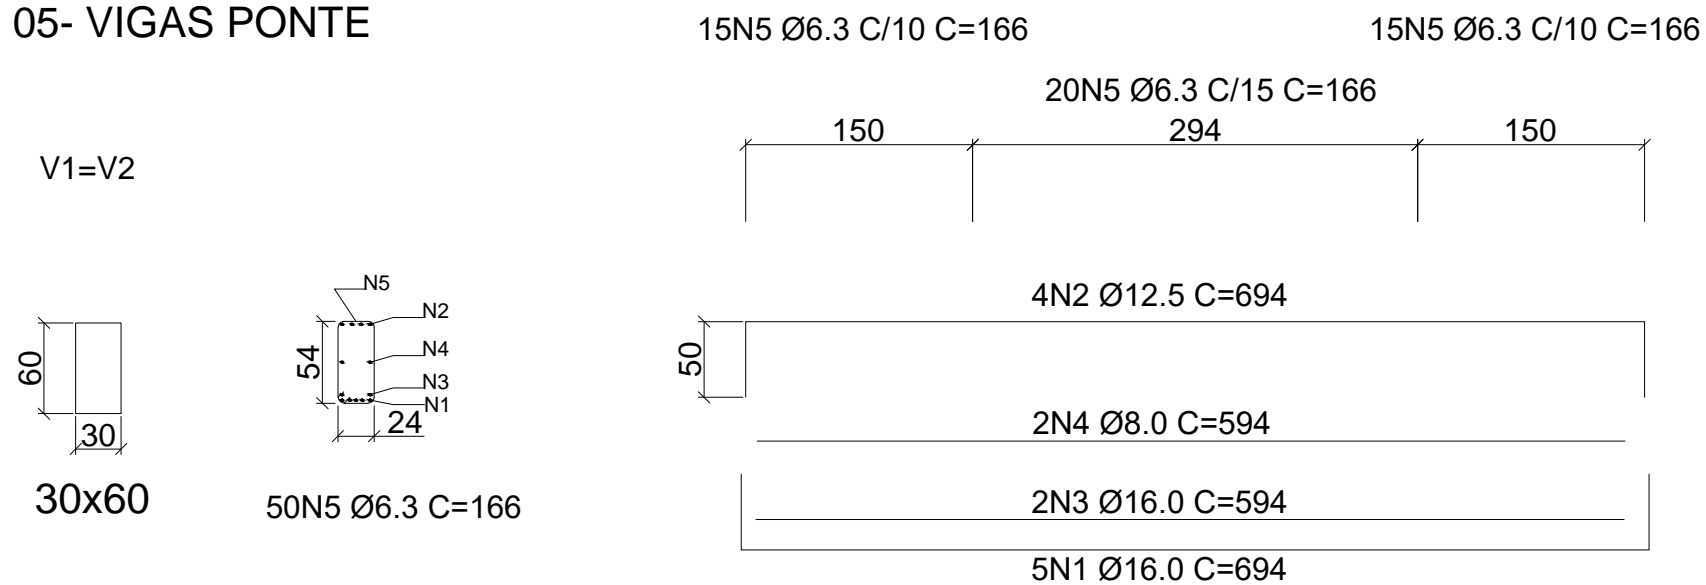 05- VIGAS PONTE
15N5 Ø6.3 C/10 C=166
15N5 Ø6.3 C/10 C=166
20N5 Ø6.3 C/15 C=166
150
294
150
V1=V2
N5
N2
N4
N3
N1
60
30
54
24
30x60
50N5 Ø6.3 C=166
4N2 Ø12.5 C=694
50
2N4 Ø8.0 C=594
2N3 Ø16.0 C=594
5N1 Ø16.0 C=694